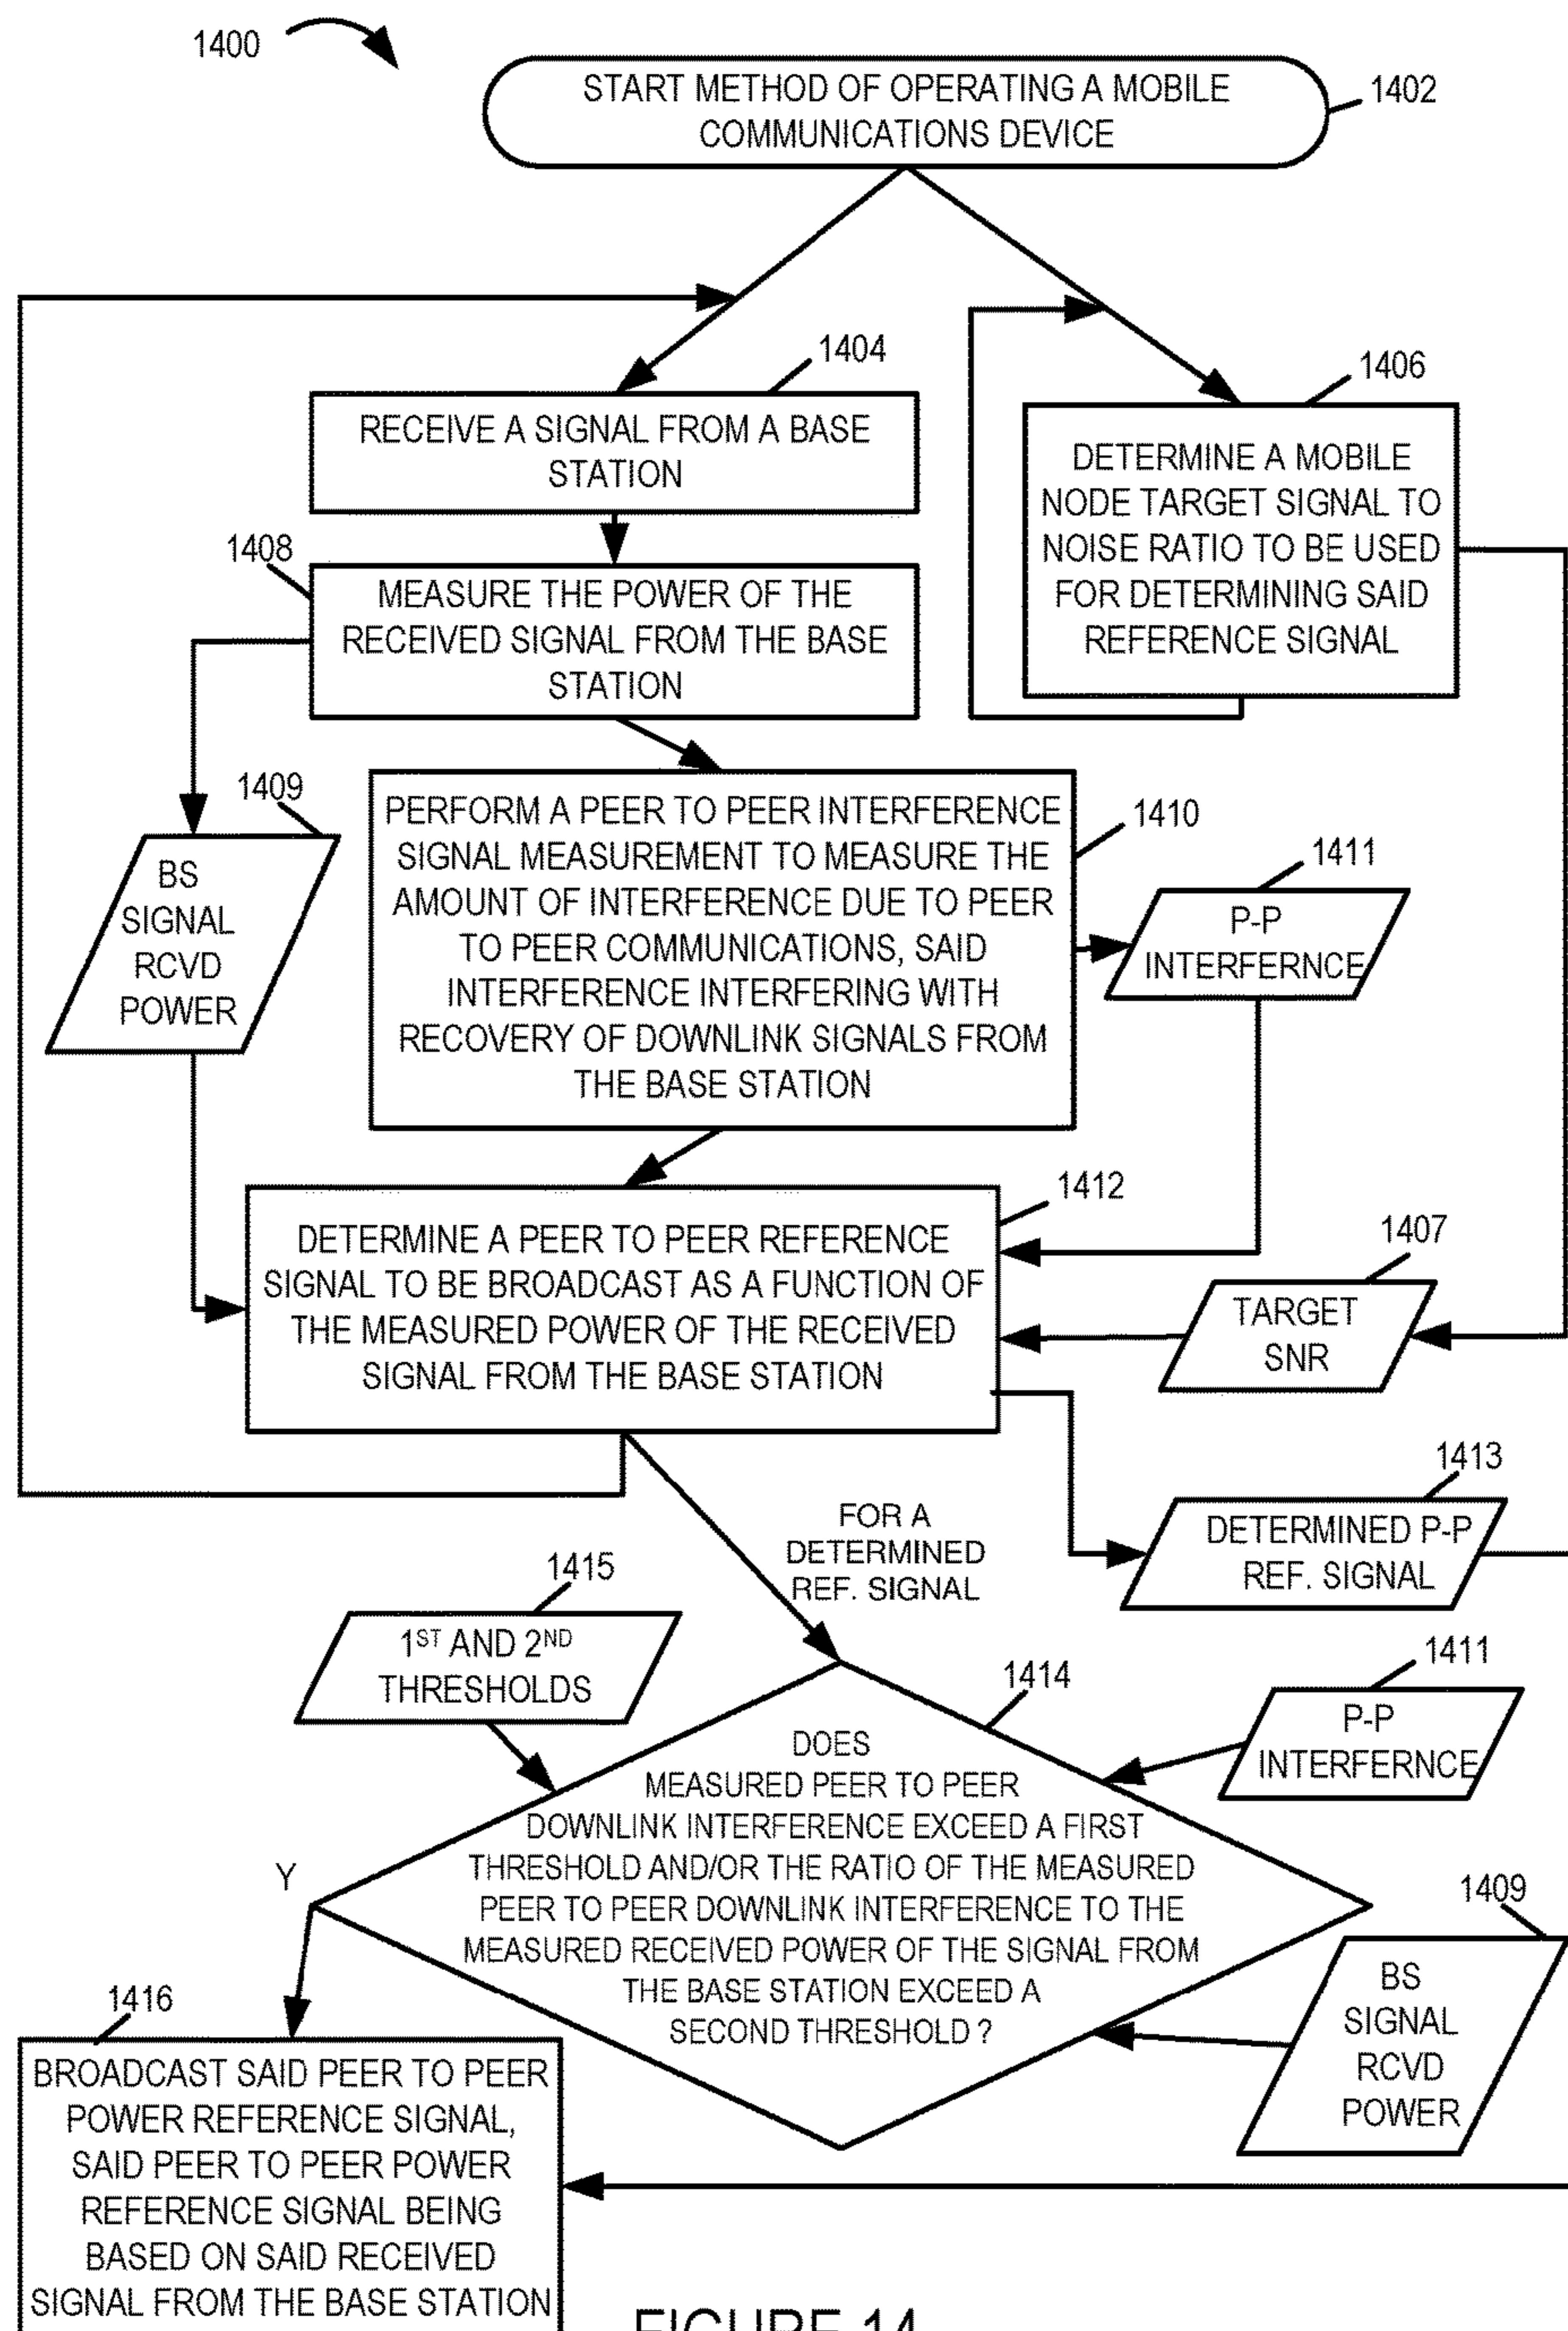 1400
START METHOD OF OPERATING A MOBILE
COMMUNICATIONS DEVICE
1402
1404
RECEIVE A SIGNAL FROM A BASE
STATION
1406
DETERMINE A MOBILE
NODE TARGET SIGNAL TO
NOISE RATIO TO BE USED
FOR DETERMINING SAID
REFERENCE SIGNAL
1408
MEASURE THE POWER OF THE
RECEIVED SIGNAL FROM THE BASE
STATION
1409
BS
SIGNAL
RCVD
POWER
1410
PERFORM A PEER TO PEER INTERFERENCE
SIGNAL MEASUREMENT TO MEASURE THE
AMOUNT OF INTERFERENCE DUE TO PEER
TO PEER COMMUNICATIONS, SAID
INTERFERENCE INTERFERING WITH
RECOVERY OF DOWNLINK SIGNALS FROM
THE BASE STATION
1411
P-P
INTERFERNCE
1412
DETERMINE A PEER TO PEER REFERENCE
SIGNAL TO BE BROADCAST AS A FUNCTION OF
THE MEASURED POWER OF THE RECEIVED
SIGNAL FROM THE BASE STATION
1407
TARGET
SNR
1413
DETERMINED P-P
REF. SIGNAL
FOR A
DETERMINED
REF. SIGNAL
1415
1ST AND 2ND
THRESHOLDS
1414
DOES
MEASURED PEER TO PEER
DOWNLINK INTERFERENCE EXCEED A FIRST
THRESHOLD AND/OR THE RATIO OF THE MEASURED
PEER TO PEER DOWNLINK INTERFERENCE TO THE
MEASURED RECEIVED POWER OF THE SIGNAL FROM
THE BASE STATION EXCEED A
SECOND THRESHOLD ?
1411
P-P
INTERFERNCE
Y
1409
BS
SIGNAL
RCVD
POWER
1416
BROADCAST SAID PEER TO PEER
POWER REFERENCE SIGNAL,
SAID PEER TO PEER POWER
REFERENCE SIGNAL BEING
BASED ON SAID RECEIVED
SIGNAL FROM THE BASE STATION
FIGURE 14